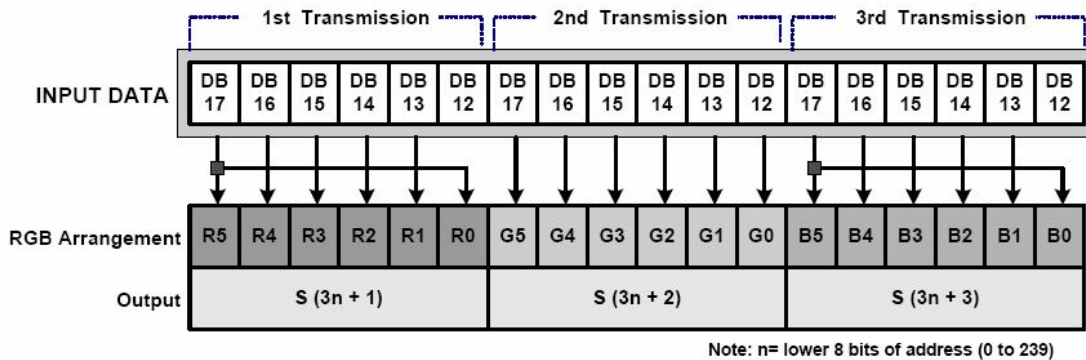 1st Transmission 2nd Transmission 3rd Transmission
INPUT DATA DB 17 DB 16 DB 15 DB 14 DB 13 DB 12 DB 17 DB 16 DB 15 DB 14 DB 13 DB 12 DB 17 DB 16 DB 15 DB 14 DB 13 DB 12
RGB Arrangement R5 R4 R3 R2 R1 R0 G5 G4 G3 G2 G1 G0 B5 B4 B3 B2 B1 B0
Output S (3n + 1) S (3n + 2) S (3n + 3)
Note: n= lower 8 bits of address (0 to 239)